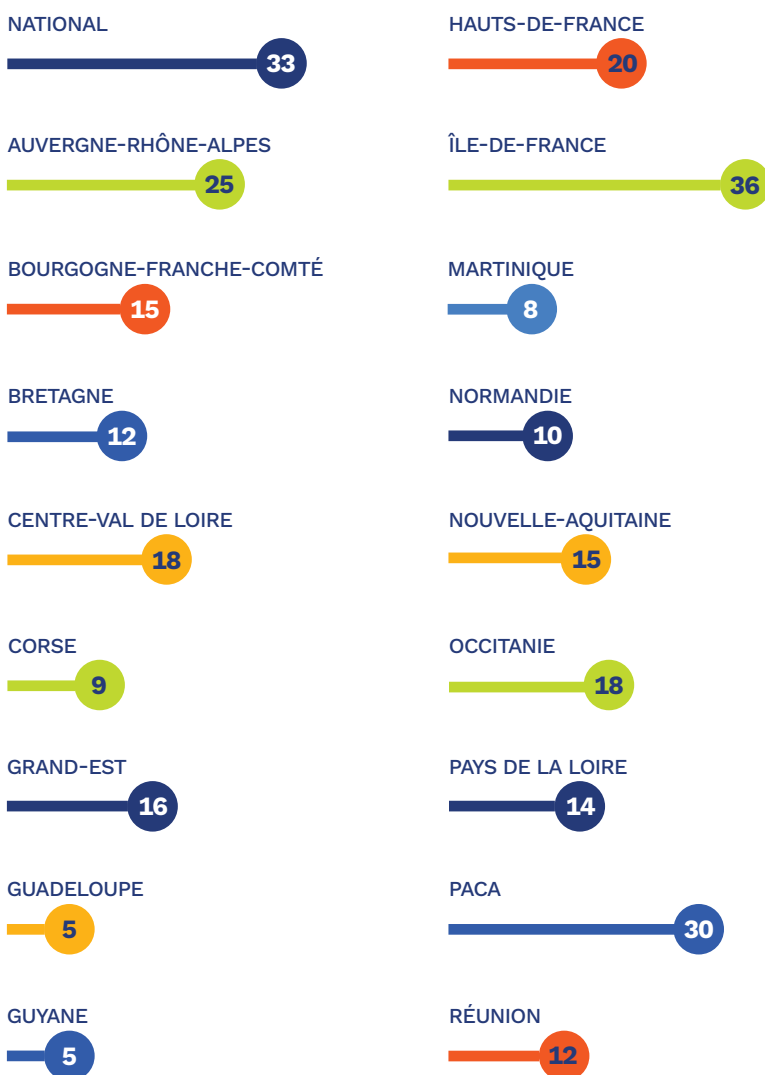 NATIONAL
33
AUVERGNE-RHÔNE-ALPES
25
BOURGOGNE-FRANCHE-COMTÉ
15
BRETAGNE
12
CENTRE-VAL DE LOIRE
18
CORSE
9
GRAND-EST
16
GUADELOUPE
5
GUYANE
5
HAUTS-DE-FRANCE
20
ÎLE-DE-FRANCE
36
MARTINIQUE
8
NORMANDIE
10
NOUVELLE-AQUITAINE
15
OCCITANIE
18
PAYS DE LA LOIRE
14
PACA
30
RÉUNION
12